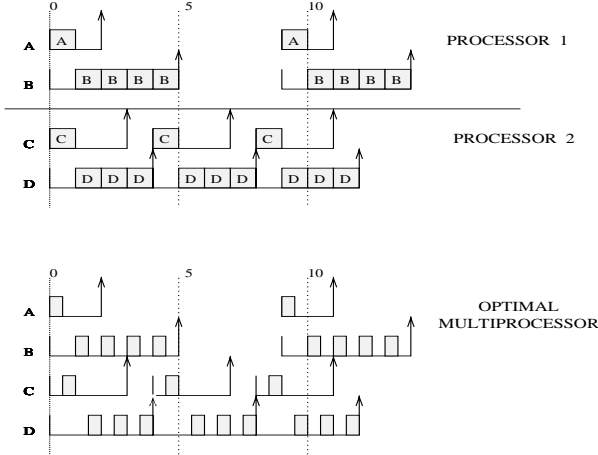 0 5 10
A A A PROCESSOR 1
B B B B B B B B B
C C C C PROCESSOR 2
D D D D D D D D D D
0 5 10
A OPTIMAL
B MULTIPROCESSOR
C
D